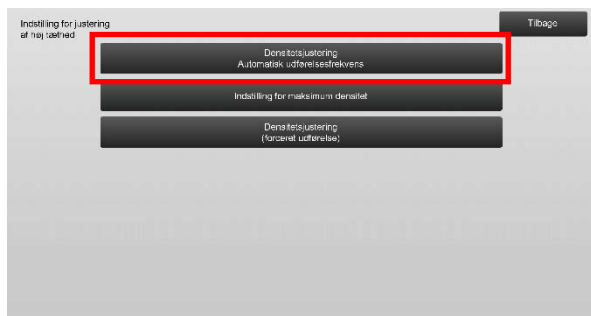 Indstilling for justering
af høj tæthed
Tilbage
Densitetsjustering
Automatisk udførelsesfrekvens
Indstilling for maksimum densitet
Densitetsjustering
(forceret udførelse)